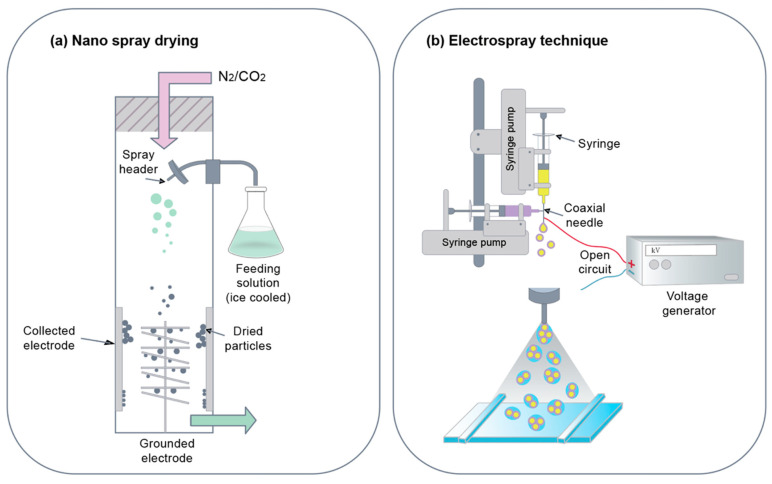 (a) Nano spray drying
N2/CO2
Spray
header
Feeding
solution
(ice cooled)
Collected
electrode
Dried
particles
Grounded
electrode
(b) Electrospray technique
Syringe pump
Syringe
Coaxial
needle
Syringe pump
Open
circuit
kV
+
-
Voltage
generator